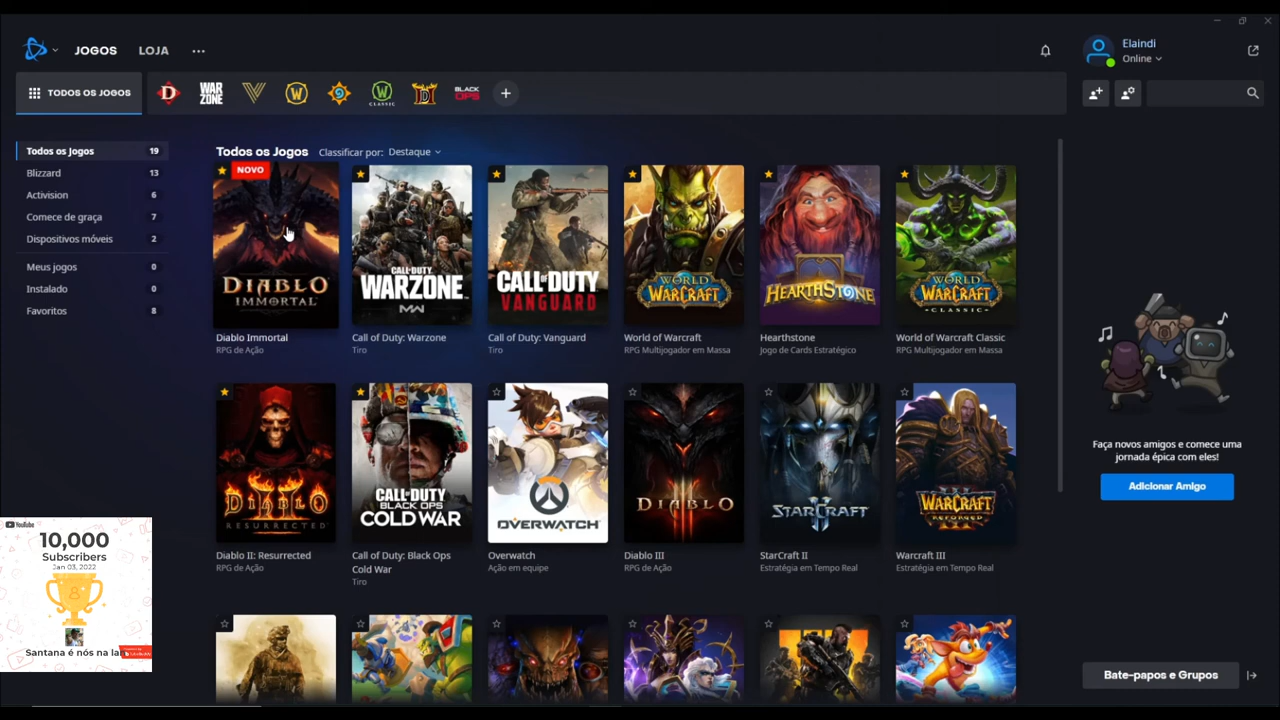 JOGOS
LOJA
Elaindi
Online
TODOS OS JOGOS
D
WAR
ZONE
W
W
CLASSIC
BLACK
OPS
Todos os Jogos 19
Blizzard 13
Activision 6
Comece de graça 7
Dispositivos móveis 2
Meus jogos 0
Instalado 0
Favoritos 8
Todos os Jogos Classificar por: Destaque
NOVO
DIABLO
IMMORTAL
CALL OF DUTY
WARZONE
MW
CALL OF DUTY
VANGUARD
WORLD
OF
WARCRAFT
HEARTHSTONE
WORLD
OF
WARCRAFT
CLASSIC
Diablo Immortal
RPG de Ação
Call of Duty: Warzone
Tiro
Call of Duty: Vanguard
Tiro
World of Warcraft
RPG Multijogador em Massa
Hearthstone
Jogo de Cards Estratégico
World of Warcraft Classic
RPG Multijogador em Massa
DIABLO
II
RESURRECTED
CALL OF DUTY
BLACK OPS
COLD WAR
OVERWATCH
DIABLO
III
STARCRAFT
II
WARCRAFT
III
REFORGED
Diablo II: Resurrected
RPG de Ação
Call of Duty: Black Ops
Cold War
Tiro
Overwatch
Ação em equipe
Diablo III
RPG de Ação
StarCraft II
Estratégia em Tempo Real
Warcraft III
Estratégia em Tempo Real
Faça novos amigos e comece uma
jornada épica com eles!
Adicionar Amigo
Bate-papos e Grupos
YouTube
10,000
Subscribers
Jan 03, 2022
Santana é nós na